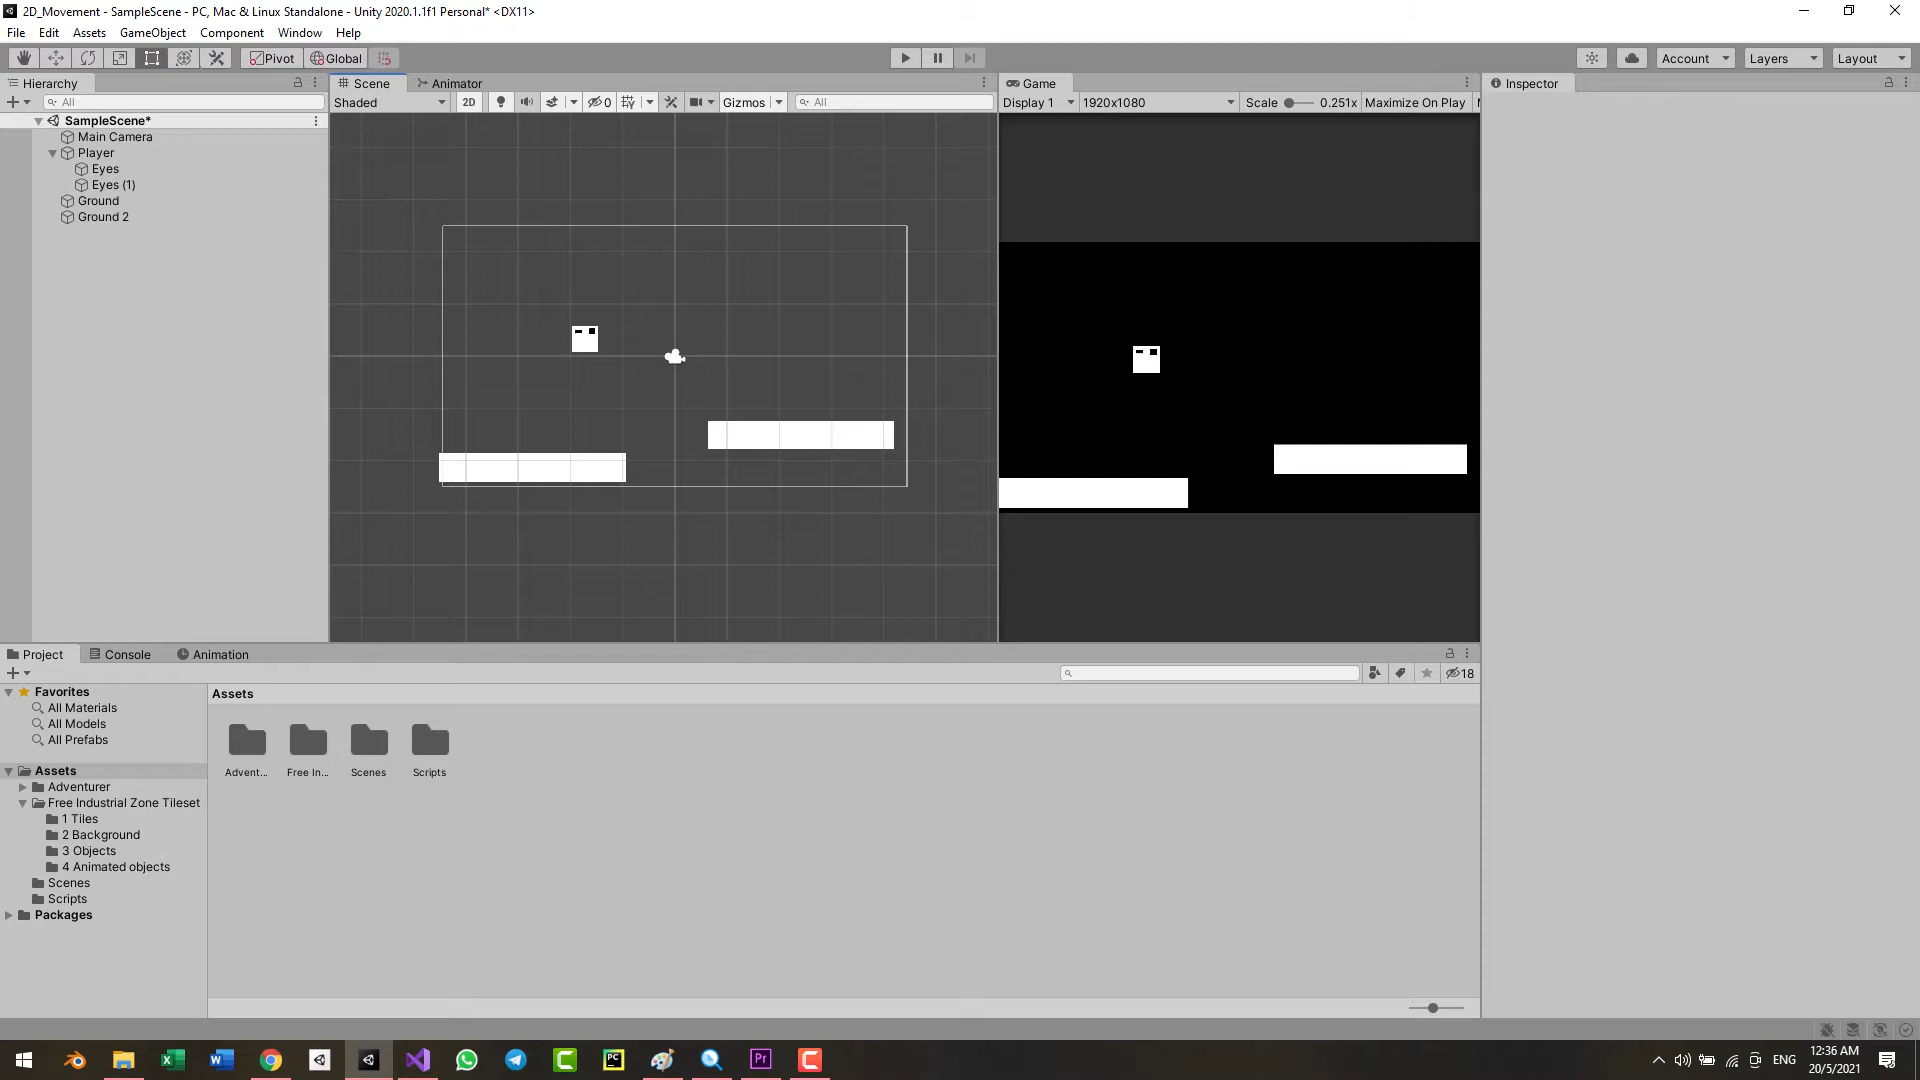 2D_Movement - SampleScene - PC, Mac & Linux Standalone - Unity 2020.1.1f1 Personal* <DX11>
File Edit Assets GameObject Component Window Help
Pivot Global Account Layers Layout
Hierarchy
All
SampleScene*
Main Camera
Player
Eyes
Eyes (1)
Ground
Ground 2
Scene Animator
Shaded 2D 0 Gizmos All
Game
Display 1 1920x1080 Scale 0.251x Maximize On Play
Inspector
Project Console Animation
18
Favorites
All Materials
All Models
All Prefabs
Assets
Adventurer
Free Industrial Zone Tileset
1 Tiles
2 Background
3 Objects
4 Animated objects
Scenes
Scripts
Packages
Assets
Advent... Free In... Scenes Scripts
ENG
12:36 AM
20/5/2021